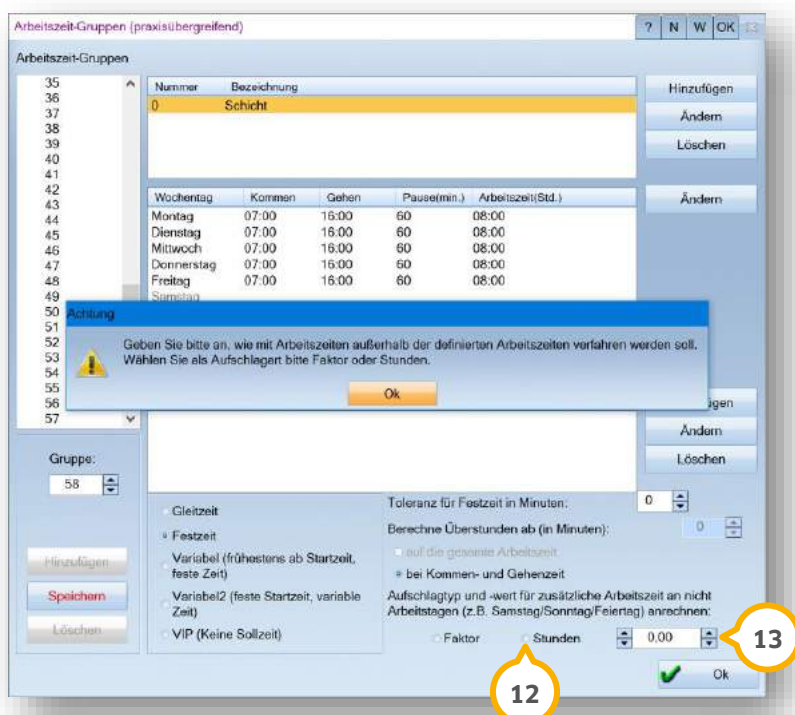 Arbeitszeit-Gruppen (praxisübergreifend)
? N W OK
Arbeitszeit-Gruppen
35
36
37
38
39
40
41
42
43
44
45
46
47
48
49
50
51
52
53
54
55
56
57
Nummer Bezeichnung
0 Schicht
Hinzufügen
Ändern
Löschen
Wochentag Kommen Gehen Pause(min.) Arbeitszeit(Std.)
Montag 07:00 16:00 60 08:00
Dienstag 07:00 16:00 60 08:00
Mittwoch 07:00 16:00 60 08:00
Donnerstag 07:00 16:00 60 08:00
Freitag 07:00 16:00 60 08:00
Samstag
Ändern
Achtung
Geben Sie bitte an, wie mit Arbeitszeiten außerhalb der definierten Arbeitszeiten verfahren werden soll.
Wählen Sie als Aufschlagart bitte Faktor oder Stunden.
Ok
ügen
Ändern
Löschen
Gruppe:
58
Hinzufügen
Speichern
Löschen
Gleitzeit
Festzeit
Variabel (frühestens ab Startzeit,
feste Zeit)
Variabel2 (feste Startzeit, variable
Zeit)
VIP (Keine Sollzeit)
Toleranz für Festzeit in Minuten: 0
Berechne Überstunden ab (in Minuten): 0
auf die gesamte Arbeitszeit
bei Kommen- und Gehenzeit
Aufschlagtyp und -wert für zusätzliche Arbeitszeit an nicht
Arbeitstagen (z.B. Samstag/Sonntag/Feiertag) anrechnen:
Faktor Stunden 0,00
13
12
Ok